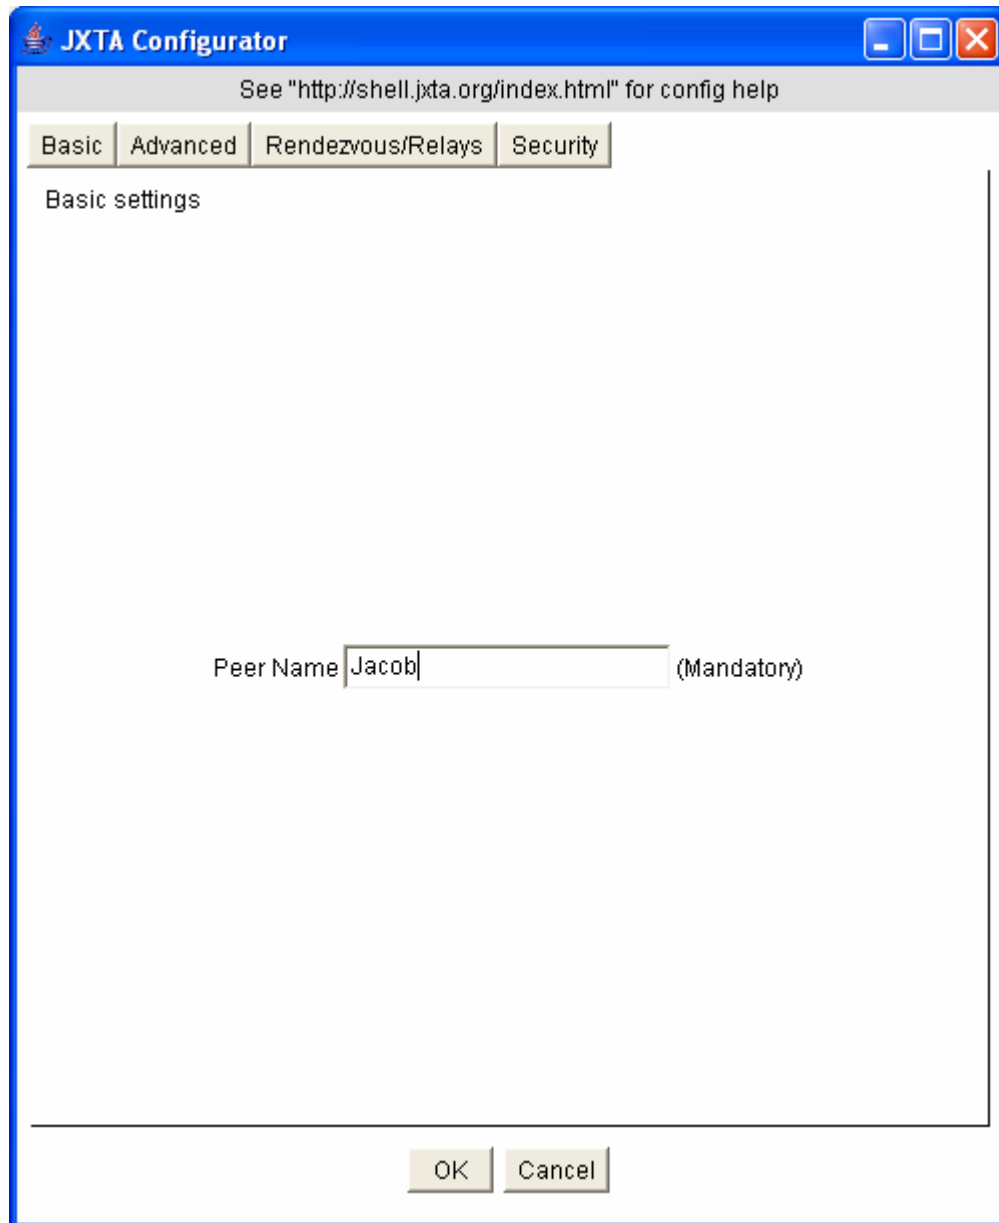 JXTA Configurator
See "http://shell.jxta.org/index.html" for config help
Basic Advanced Rendezvous/Relays Security
Basic settings
Peer Name Jacob (Mandatory)
OK Cancel